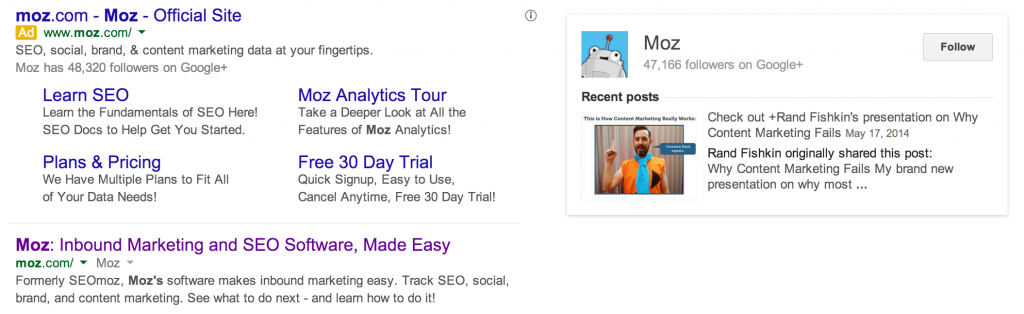 moz.com - Moz - Official Site
Ad www.moz.com/
SEO, social, brand, & content marketing data at your fingertips.
Moz has 48,320 followers on Google+
Learn SEO
Learn the Fundamentals of SEO Here!
SEO Docs to Help Get You Started.
Moz Analytics Tour
Take a Deeper Look at All the
Features of Moz Analytics!
Plans & Pricing
We Have Multiple Plans to Fit All
of Your Data Needs!
Free 30 Day Trial
Quick Signup, Easy to Use,
Cancel Anytime, Free 30 Day Trial!
Moz: Inbound Marketing and SEO Software, Made Easy
moz.com/ Moz
Formerly SEOmoz, Moz's software makes inbound marketing easy. Track SEO, social,
brand, and content marketing. See what to do next - and learn how to do it!
Moz
47,166 followers on Google+
Follow
Recent posts
This is How Content Marketing Really Works:
Check out +Rand Fishkin's presentation on Why
Content Marketing Fails May 17, 2014
Rand Fishkin originally shared this post:
Why Content Marketing Fails My brand new
presentation on why most ...